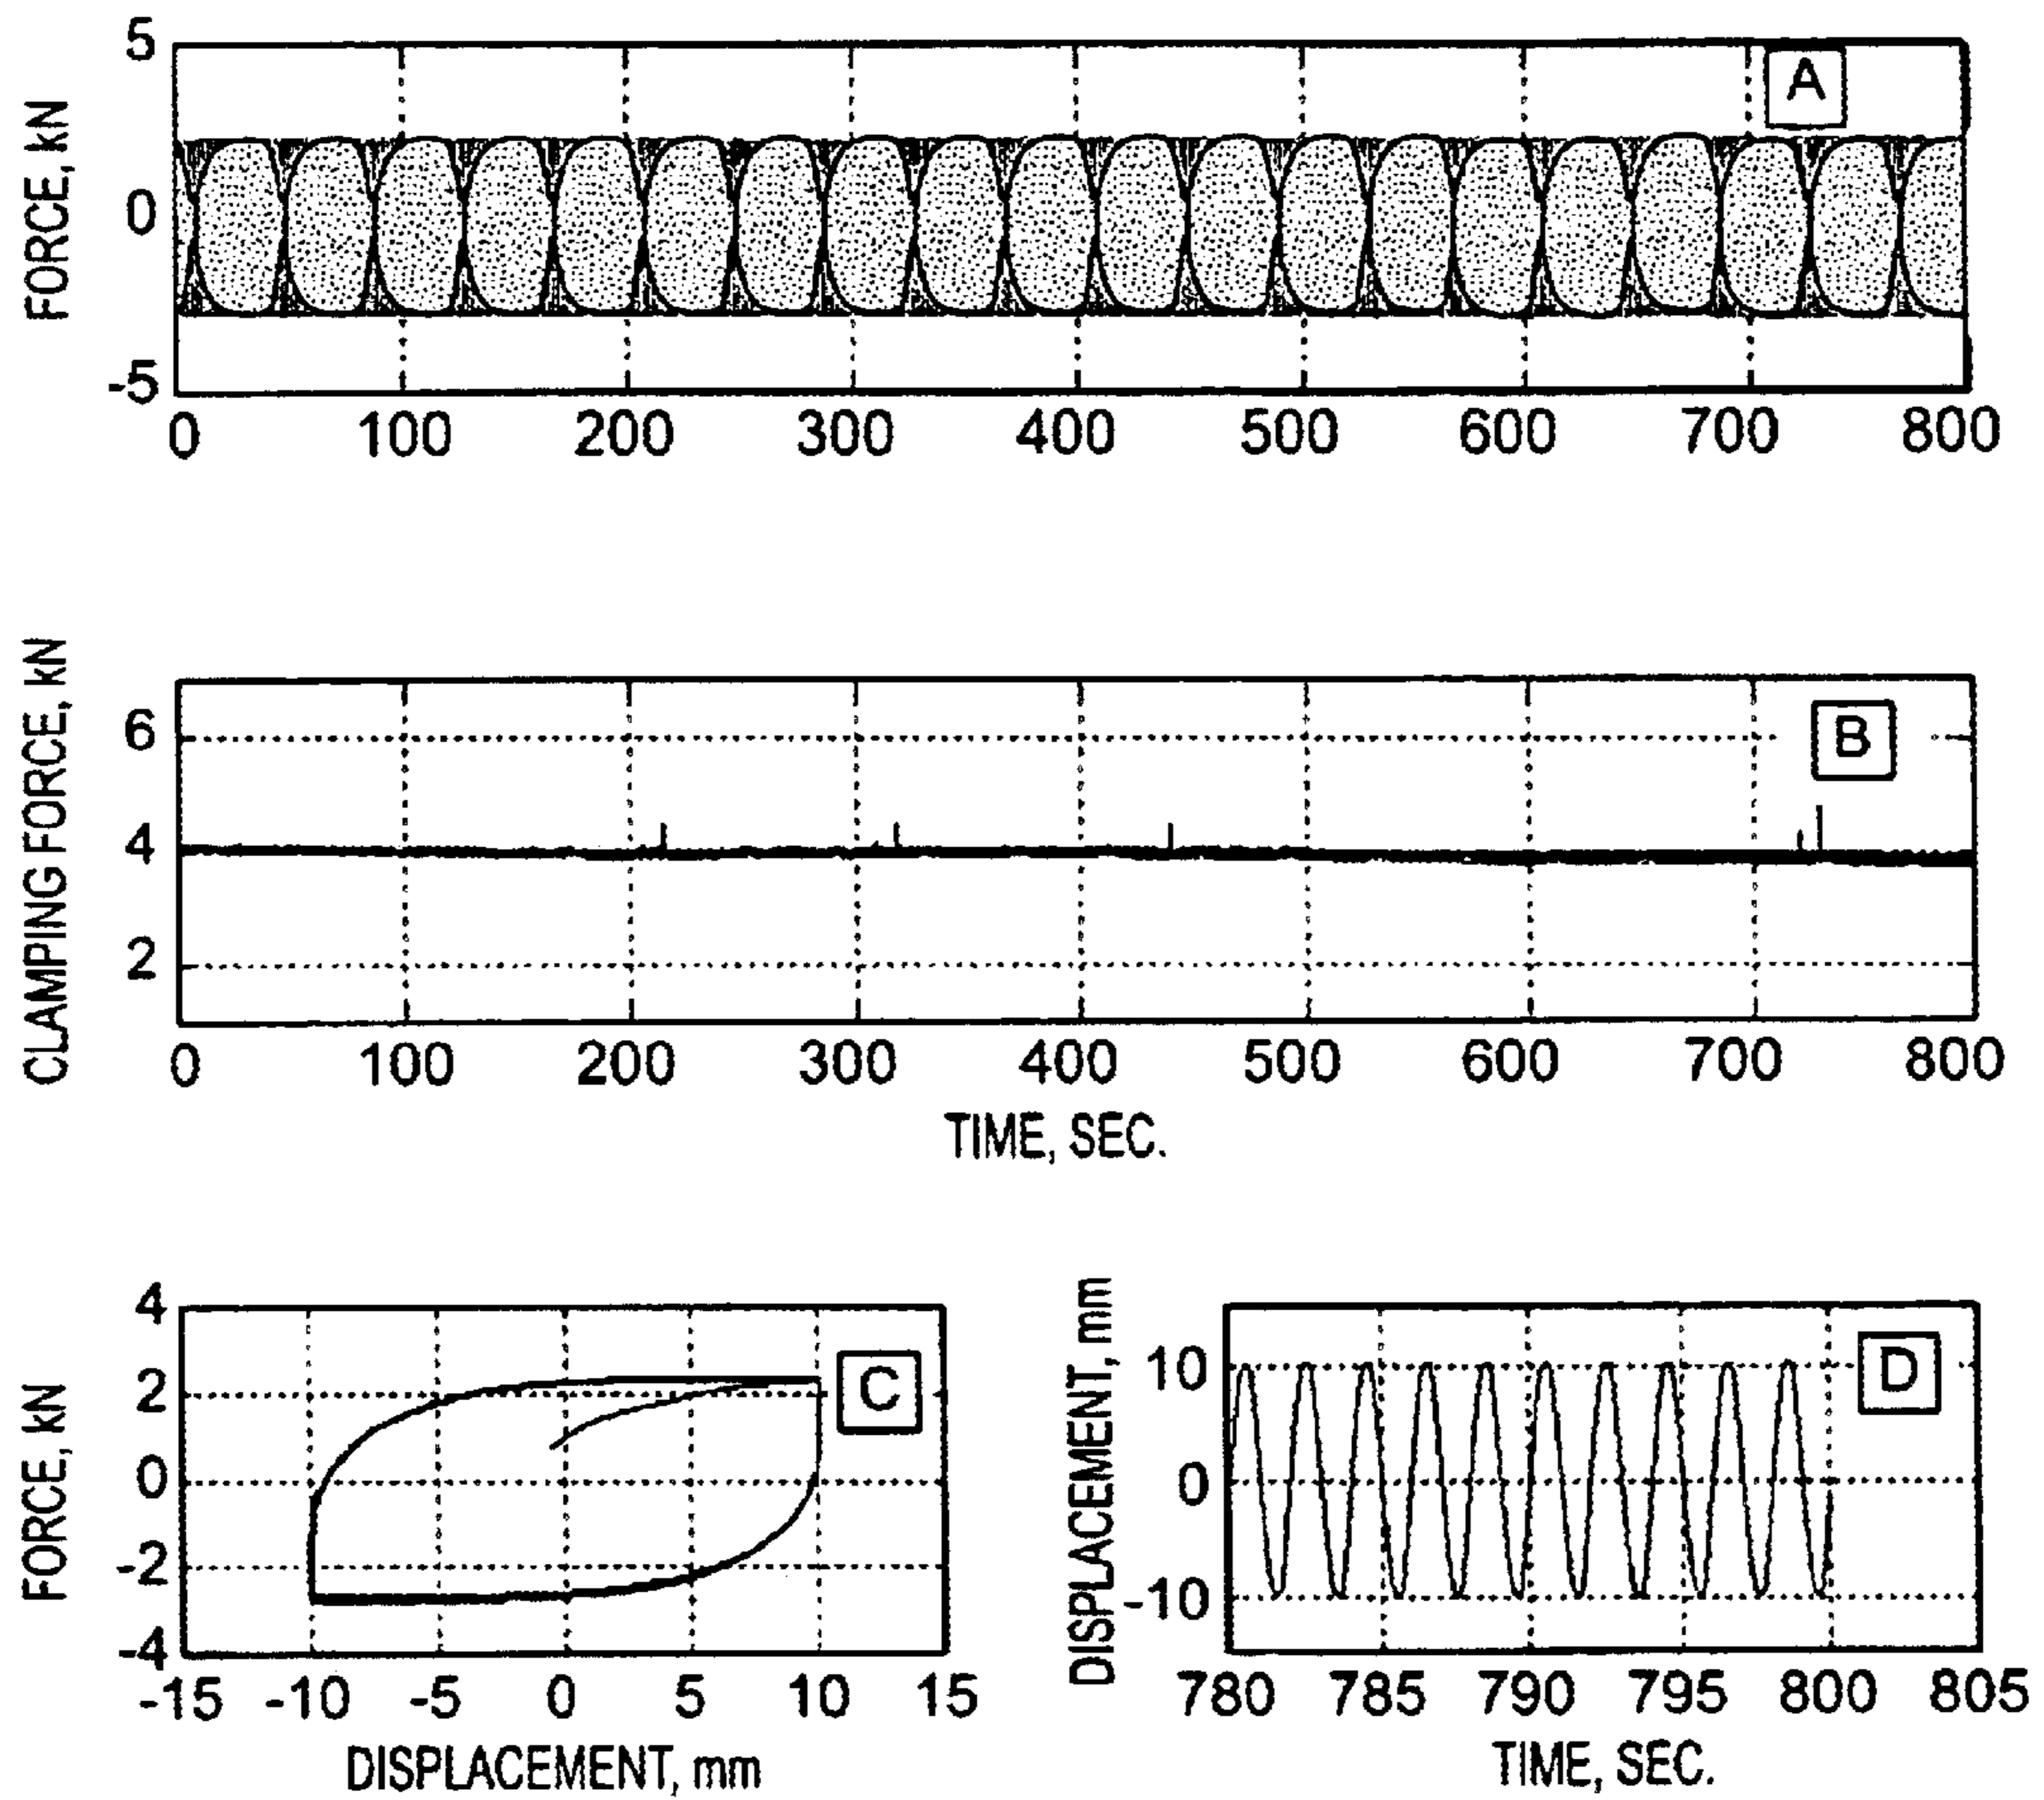 5
A
FORCE, kN
0
-5
0 100 200 300 400 500 600 700 800
6
B
CLAMPING FORCE, kN
4
2
0 100 200 300 400 500 600 700 800
TIME, SEC.
4
C
2
FORCE, kN
0
-2
-4
-15 -10 -5 0 5 10 15
DISPLACEMENT, mm
D
10
DISPLACEMENT, mm
0
-10
780 785 790 795 800 805
TIME, SEC.